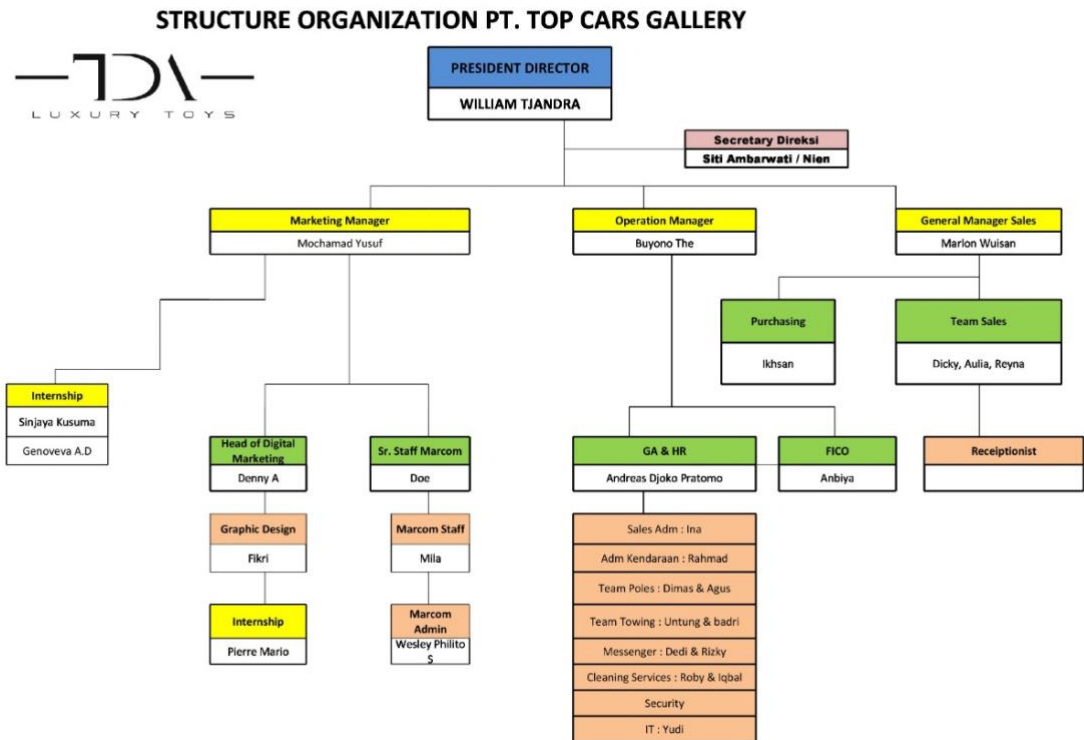 STRUCTURE ORGANIZATION PT. TOP CARS GALLERY
TDA
LUXURY TOYS
PRESIDENT DIRECTOR
WILLIAM TJANDRA
Secretary Direksi
Siti Ambarwati / Nien
Marketing Manager
Mochamad Yusuf
Operation Manager
Buyono The
General Manager Sales
Marlon Wuisan
Purchasing
Ikhsan
Team Sales
Dicky, Aulia, Reyna
Internship
Sinjaya Kusuma
Genoveva A.D
Head of Digital
Marketing
Denny A
Sr. Staff Marcom
Doe
GA & HR
Andreas Djoko Pratomo
FICO
Anbiya
Receiptionist
Graphic Design
Fikri
Marcom Staff
Mila
Internship
Pierre Mario
Marcom
Admin
Wesley Philito
S
Sales Adm : Ina
Adm Kendaraan : Rahmad
Team Poles : Dimas & Agus
Team Towing : Untung & badri
Messenger : Dedi & Rizky
Cleaning Services : Roby & Iqbal
Security
IT : Yudi